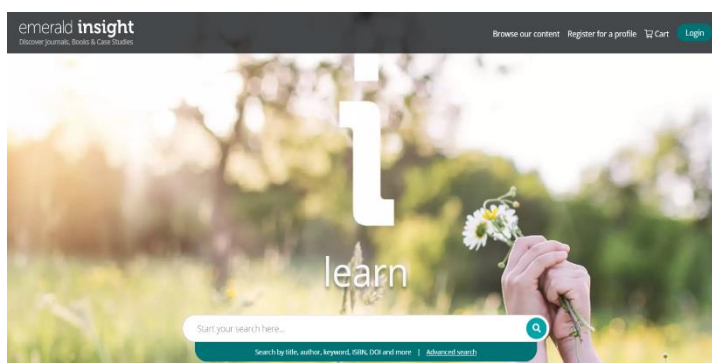 emerald insight
Discover Journals, Books & Case Studies
Browse our content Register for a profile Cart Login
i
learn
Start your search here...
Search by title, author, keyword, ISBN, DOI and more | Advanced search